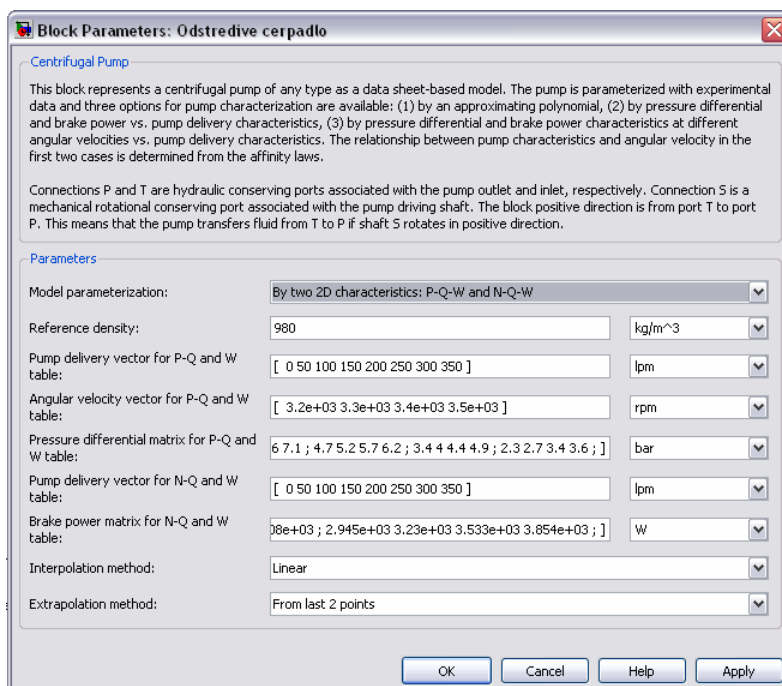 Block Parameters: Odstredive cerpadlo
Centrifugal Pump
This block represents a centrifugal pump of any type as a data sheet-based model. The pump is parameterized with experimental
data and three options for pump characterization are available: (1) by an approximating polynomial, (2) by pressure differential
and brake power vs. pump delivery characteristics, (3) by pressure differential and brake power characteristics at different
angular velocities vs. pump delivery characteristics. The relationship between pump characteristics and angular velocity in the
first two cases is determined from the affinity laws.
Connections P and T are hydraulic conserving ports associated with the pump outlet and inlet, respectively. Connection S is a
mechanical rotational conserving port associated with the pump driving shaft. The block positive direction is from port T to port
P. This means that the pump transfers fluid from T to P if shaft S rotates in positive direction.
Parameters
Model parameterization: By two 2D characteristics: P-Q-W and N-Q-W
Reference density: 980 kg/m^3
Pump delivery vector for P-Q and W
table: [ 0 50 100 150 200 250 300 350 ] lpm
Angular velocity vector for P-Q and W
table: [ 3.2e+03 3.3e+03 3.4e+03 3.5e+03 ] rpm
Pressure differential matrix for P-Q and
W table: 6 7.1 ; 4.7 5.2 5.7 6.2 ; 3.4 4 4.4 4.9 ; 2.3 2.7 3.4 3.6 ; ] bar
Pump delivery vector for N-Q and W
table: [ 0 50 100 150 200 250 300 350 ] lpm
Brake power matrix for N-Q and W
table: 08e+03 ; 2.945e+03 3.23e+03 3.533e+03 3.854e+03 ; ] W
Interpolation method: Linear
Extrapolation method: From last 2 points
OK Cancel Help Apply